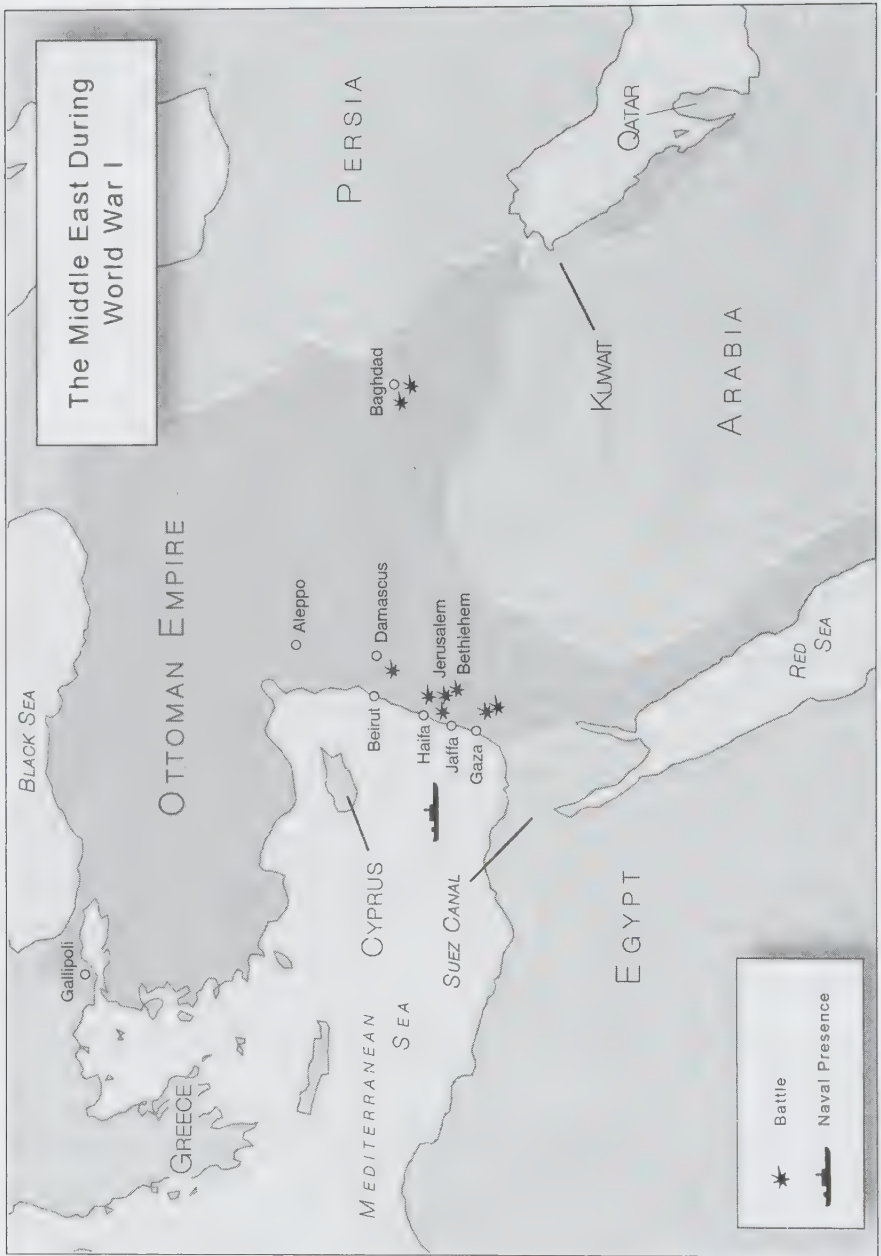 The Middle East During
World War I
BLACK SEA
Gallipoli
GREECE
OTTOMAN EMPIRE
PERSIA
Aleppo
Baghdad
Damascus
Beirut
CYPRUS
Haifa
Jerusalem
Jaffa
Bethlehem
Gaza
MEDITERRANEAN
SEA
SUEZ CANAL
KUWAIT
QATAR
EGYPT
ARABIA
RED
SEA
Battle
Naval Presence